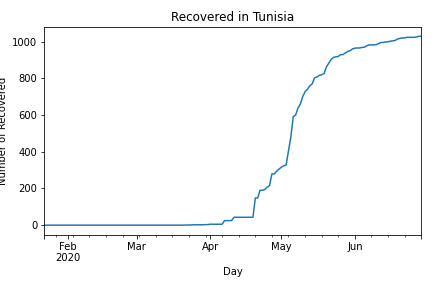 Recovered in Tunisia
Number of Recovered
1000
800
600
400
200
0
Feb
2020
Mar
Apr
May
Jun
Day